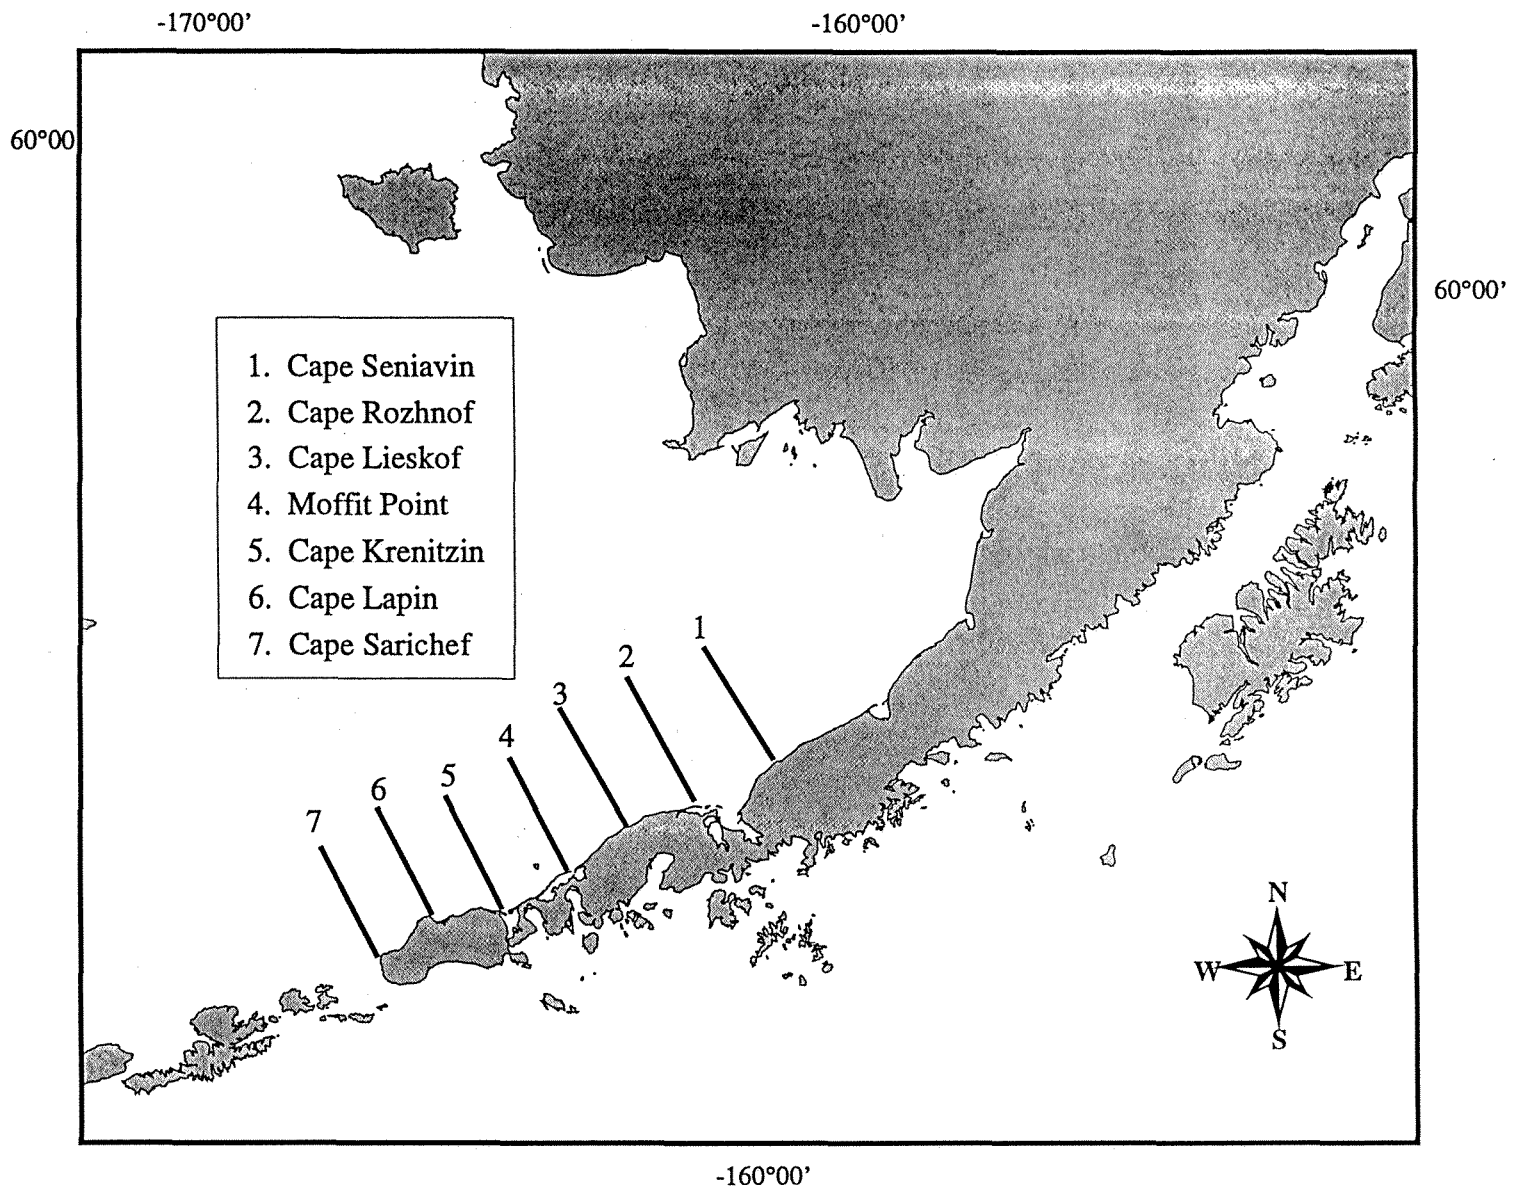 -170°00' -160°00'
60°00
60°00'
1. Cape Seniavin
2. Cape Rozhnof
3. Cape Lieskof
4. Moffit Point
5. Cape Krenitzin
6. Cape Lapin
7. Cape Sarichef
1
2
3
4
5
6
7
N
W E
S
-160°00'